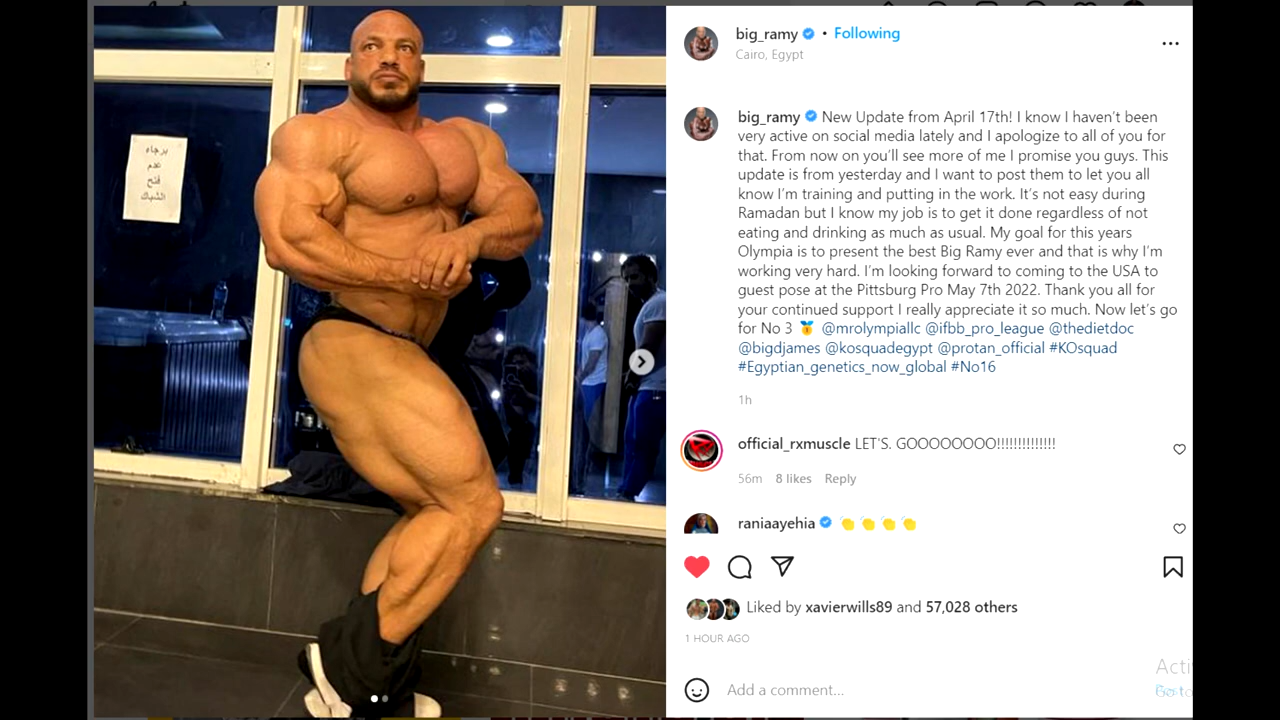 برجاء
عدم
فتح
الشباك
big_ramy • Following
Cairo, Egypt
big_ramy New Update from April 17th! I know I haven't been
very active on social media lately and I apologize to all of you for
that. From now on you'll see more of me I promise you guys. This
update is from yesterday and I want to post them to let you all
know I'm training and putting in the work. It's not easy during
Ramadan but I know my job is to get it done regardless of not
eating and drinking as much as usual. My goal for this years
Olympia is to present the best Big Ramy ever and that is why I'm
working very hard. I'm looking forward to coming to the USA to
guest pose at the Pittsburg Pro May 7th 2022. Thank you all for
your continued support I really appreciate it so much. Now let's go
for No 3 🥇 @mrolympiallc @ifbb_pro_league @thedietdoc
@bigdjames @kosquadegypt @protan_official #KOsquad
#Egyptian_genetics_now_global #No16
1h
official_rxmuscle LET'S. GOOOOOOOO!!!!!!!!!!!!!!
56m 8 likes Reply
raniaayehia 👏 👏 👏 👏
Liked by xavierwills89 and 57,028 others
1 HOUR AGO
Add a comment...